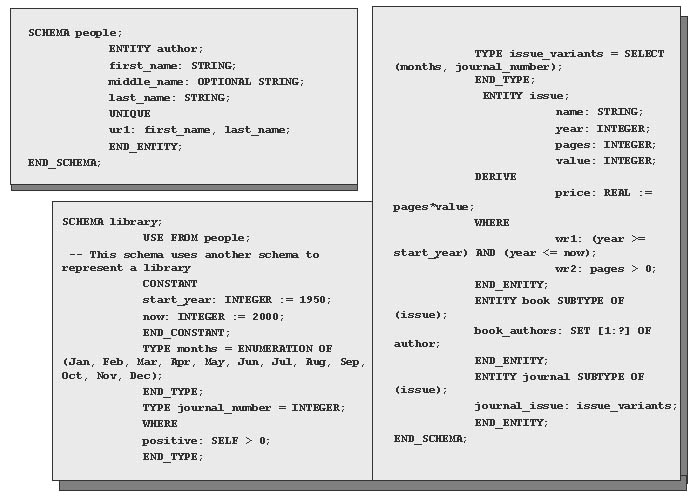 SCHEMA people;
ENTITY author;
first_name: STRING;
middle_name: OPTIONAL STRING;
last_name: STRING;
UNIQUE
ur1: first_name, last_name;
END_ENTITY;
END_SCHEMA;
SCHEMA library;
USE FROM people;
-- This schema uses another schema to
represent a library
CONSTANT
start_year: INTEGER := 1950;
now: INTEGER := 2000;
END_CONSTANT;
TYPE months = ENUMERATION OF
(Jan, Feb, Mar, Apr, May, Jun, Jul, Aug, Sep,
Oct, Nov, Dec);
END_TYPE;
TYPE journal_number = INTEGER;
WHERE
positive: SELF > 0;
END_TYPE;
TYPE issue_variants = SELECT
(months, journal_number);
END_TYPE;
ENTITY issue;
name: STRING;
year: INTEGER;
pages: INTEGER;
value: INTEGER;
DERIVE
price: REAL :=
pages*value;
WHERE
wr1: (year >=
start_year) AND (year <= now);
wr2: pages > 0;
END_ENTITY;
ENTITY book SUBTYPE OF
(issue);
book_authors: SET [1:?] OF
author;
END_ENTITY;
ENTITY journal SUBTYPE OF
(issue);
journal_issue: issue_variants;
END_ENTITY;
END_SCHEMA;